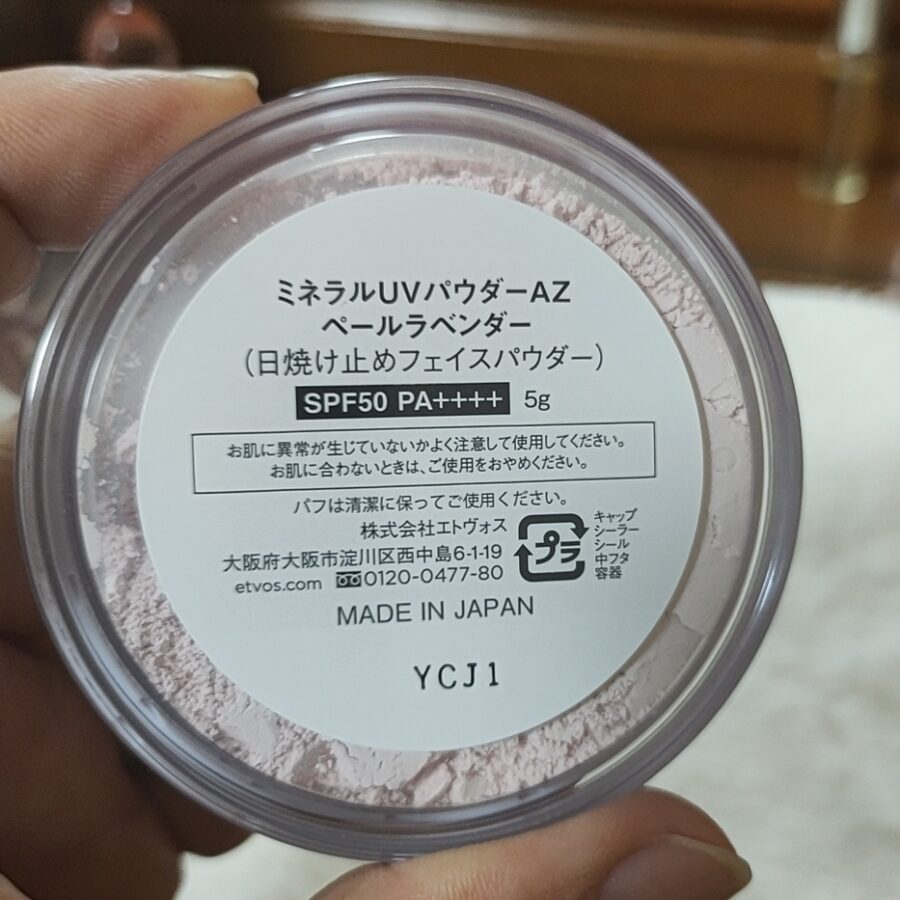 ミネラルUVパウダーAZ
ペールラベンダー
（日焼け止めフェイスパウダー）
SPF50 PA++++ 5g
お肌に異常が生じていないかよく注意して使用してください。
お肌に合わないときは、ご使用をおやめください。
パフは清潔に保ってご使用ください。
株式会社エトヴォス
大阪府大阪市淀川区西中島6-1-19
etvos.com 0120-0477-80
プラ
キャップ
シーラー
シール
中フタ
容器
MADE IN JAPAN
YCJ1